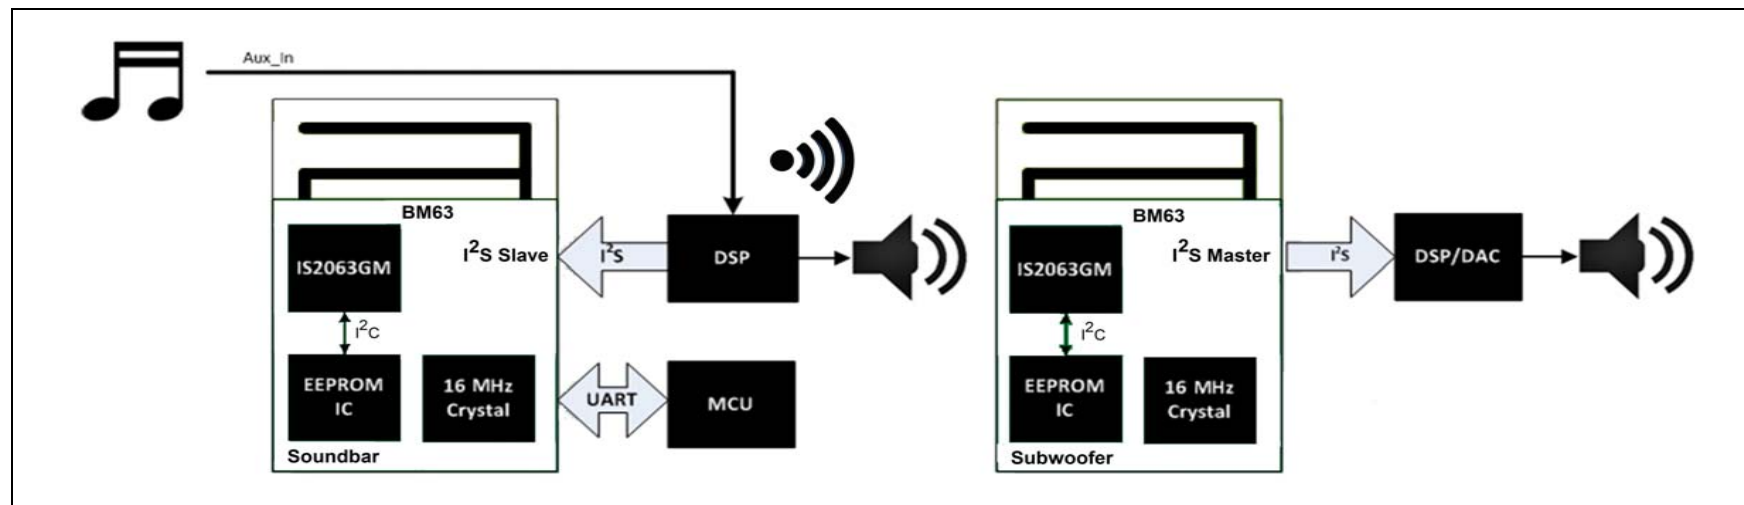 Aux_In
BM63
IS2063GM
I²S Slave
I²S
DSP
I²C
EEPROM
IC
16 MHz
Crystal
UART
MCU
Soundbar
BM63
IS2063GM
I²S Master
I²S
DSP/DAC
I²C
EEPROM
IC
16 MHz
Crystal
Subwoofer